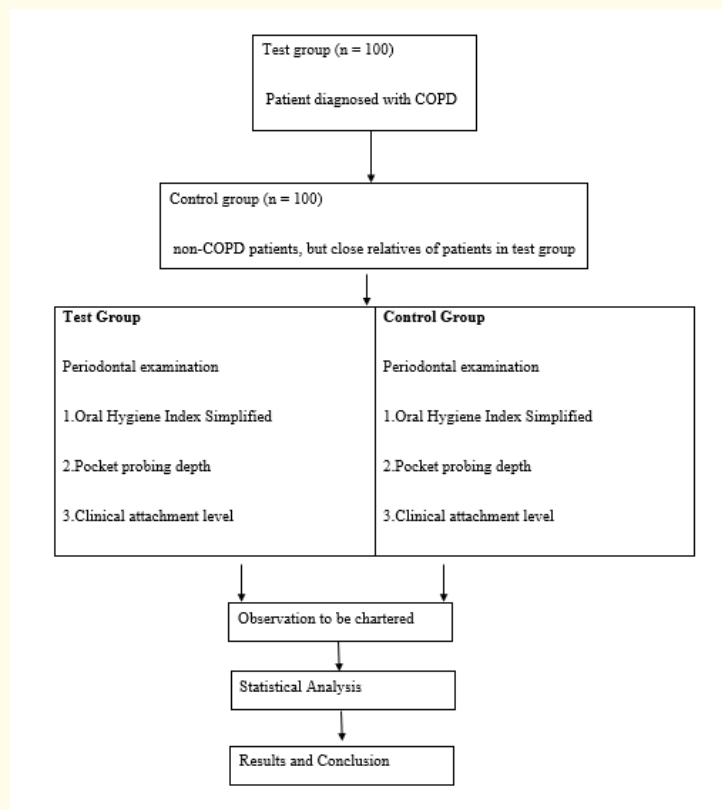 Test group (n = 100)
Patient diagnosed with COPD
Control group (n = 100)
non-COPD patients, but close relatives of patients in test group
Test Group
Periodontal examination
1.Oral Hygiene Index Simplified
2.Pocket probing depth
3.Clinical attachment level
Control Group
Periodontal examination
1.Oral Hygiene Index Simplified
2.Pocket probing depth
3.Clinical attachment level
Observation to be chartered
Statistical Analysis
Results and Conclusion